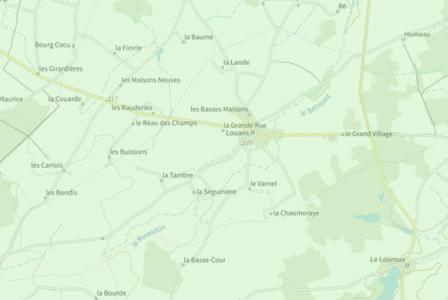 Ré
la Baume
Humeau
Bourg Cocu
la Finirie
la Lande
les Girardières
les Maisons Neuves
Maurice
la Couarde
D17
le Becquet
les Rauderies
les Basses Maisons
le Réau des Champs
la Grande Rue
Louans
le Grand Village
les Buissons
les Carrois
la Tambre
la Séguinière
le Varnel
les Bondis
la Chaumeraye
le Ruandon
la Basse-Cour
Le Louroux
la Bourde